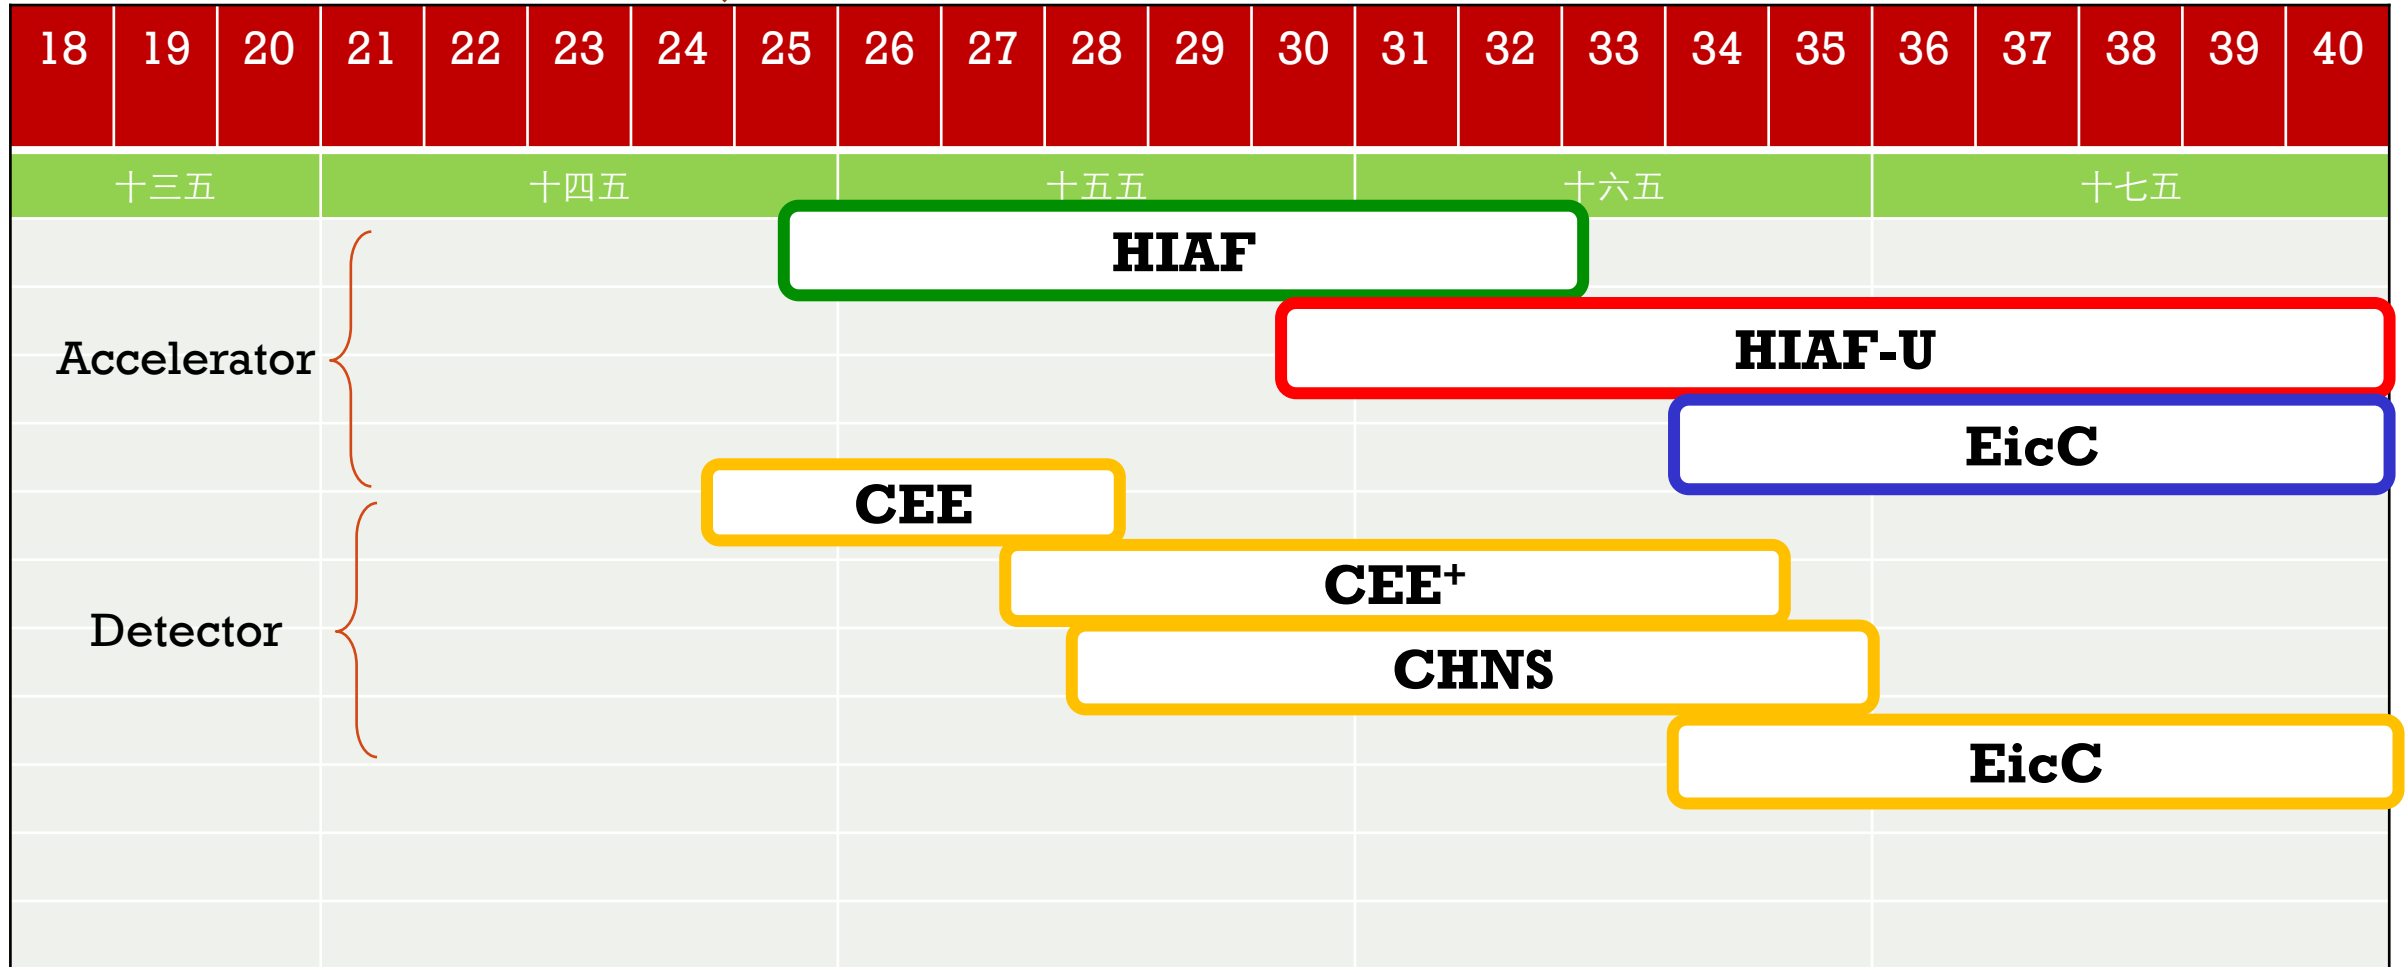 18 19 20 21 22 23 24 25 26 27 28 29 30 31 32 33 34 35 36 37 38 39 40
十三五 十四五 十五五 十六五 十七五
HIAF
HIAF-U
Accelerator
EicC
CEE
CEE⁺
Detector
CHNS
EicC